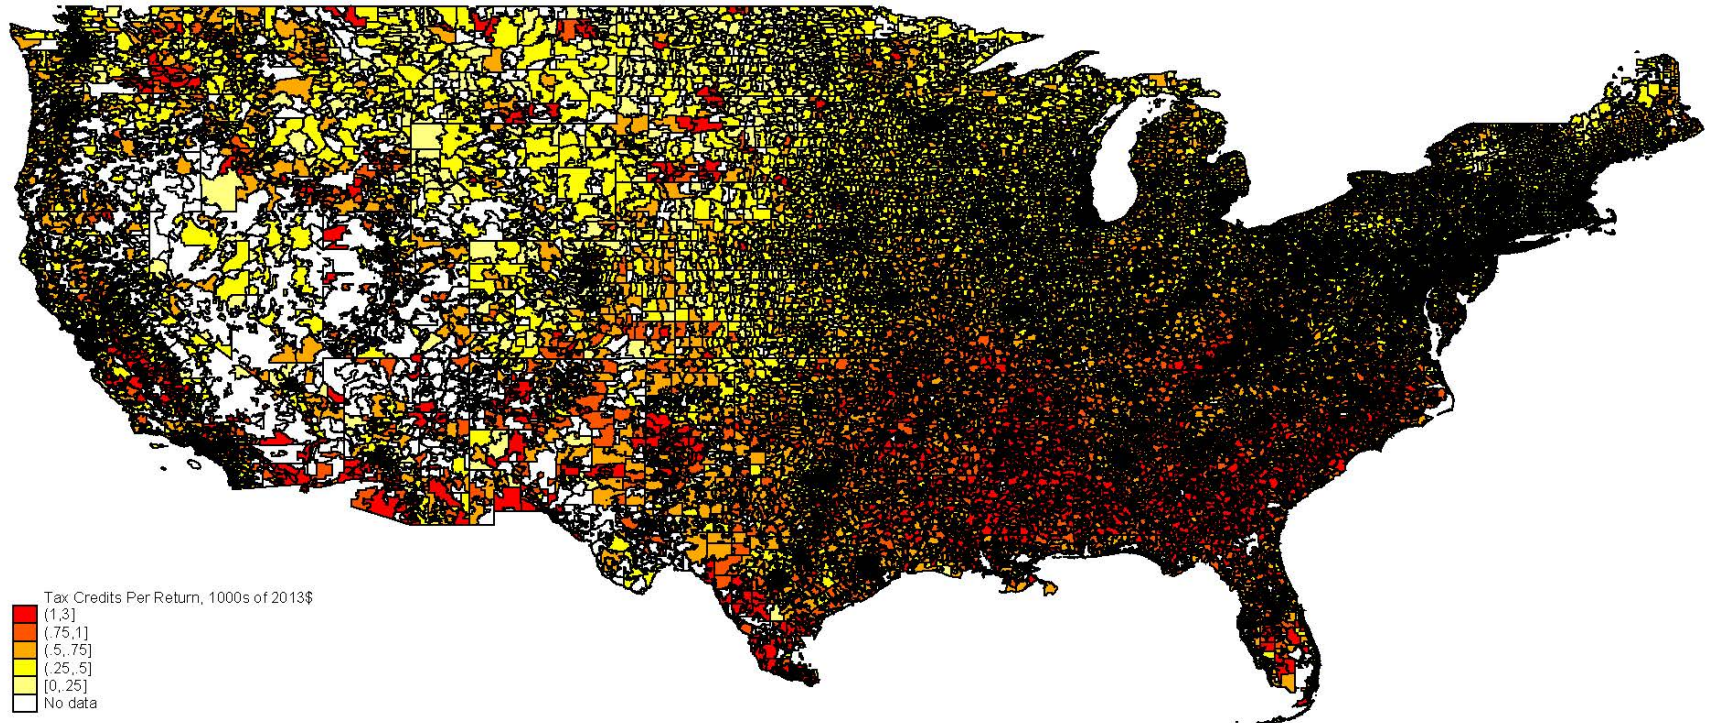 Tax Credits Per Return, 1000s of 2013$
(1,3]
(.75,1]
(.5,.75]
(.25,.5]
[0,.25]
No data